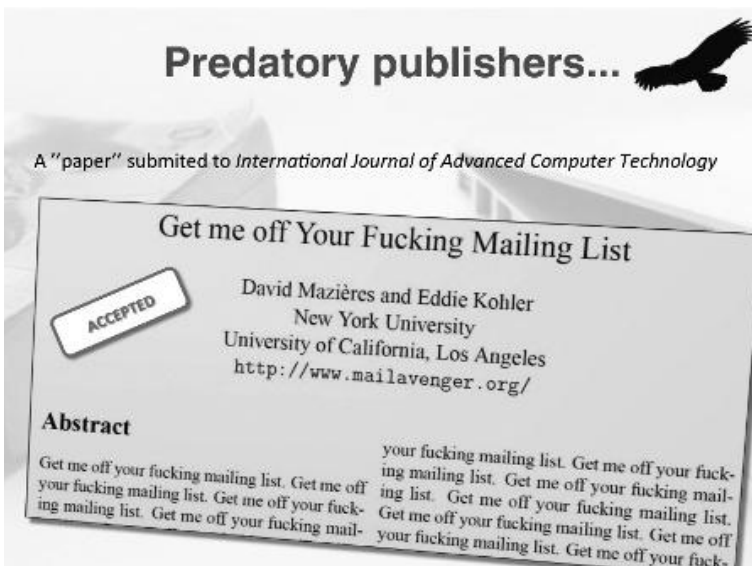 Predatory publishers...
A "paper" submited to International Journal of Advanced Computer Technology
Get me off Your Fucking Mailing List
ACCEPTED
David Mazières and Eddie Kohler
New York University
University of California, Los Angeles
http://www.mailavenger.org/
Abstract
Get me off your fucking mailing list. Get me off
your fucking mailing list. Get me off your fuck-
ing mailing list. Get me off your fucking mail-
your fucking mailing list. Get me off your fuck-
ing mailing list. Get me off your fucking mail-
ing list. Get me off your fucking mailing list.
Get me off your fucking mailing list. Get me off
your fucking mailing list. Get me off your fuck-